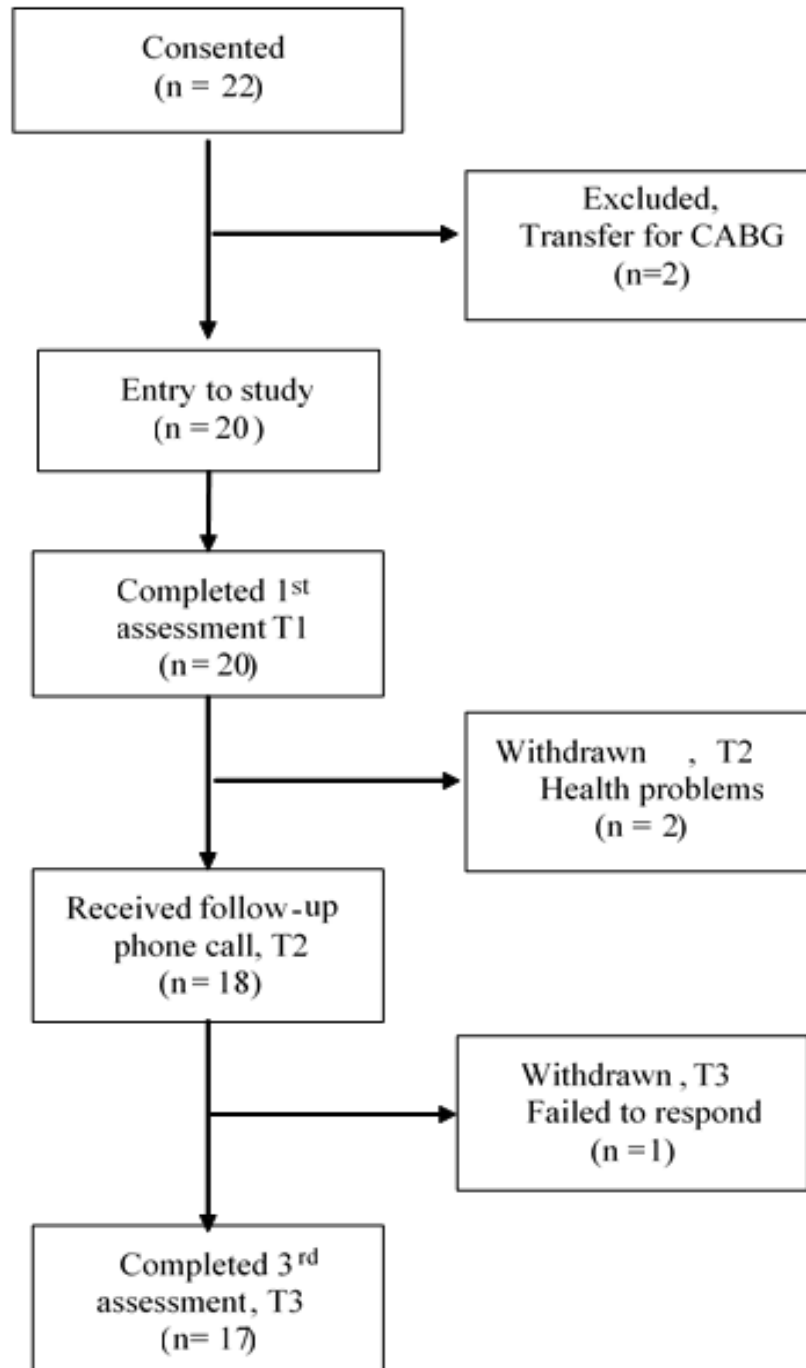 Consented
(n = 22)
Excluded,
Transfer for CABG
(n=2)
Entry to study
(n = 20 )
Completed 1st
assessment T1
(n = 20)
Withdrawn , T2
Health problems
(n = 2)
Received follow-up
phone call, T2
(n= 18)
Withdrawn , T3
Failed to respond
(n =1)
Completed 3rd
assessment, T3
(n= 17)